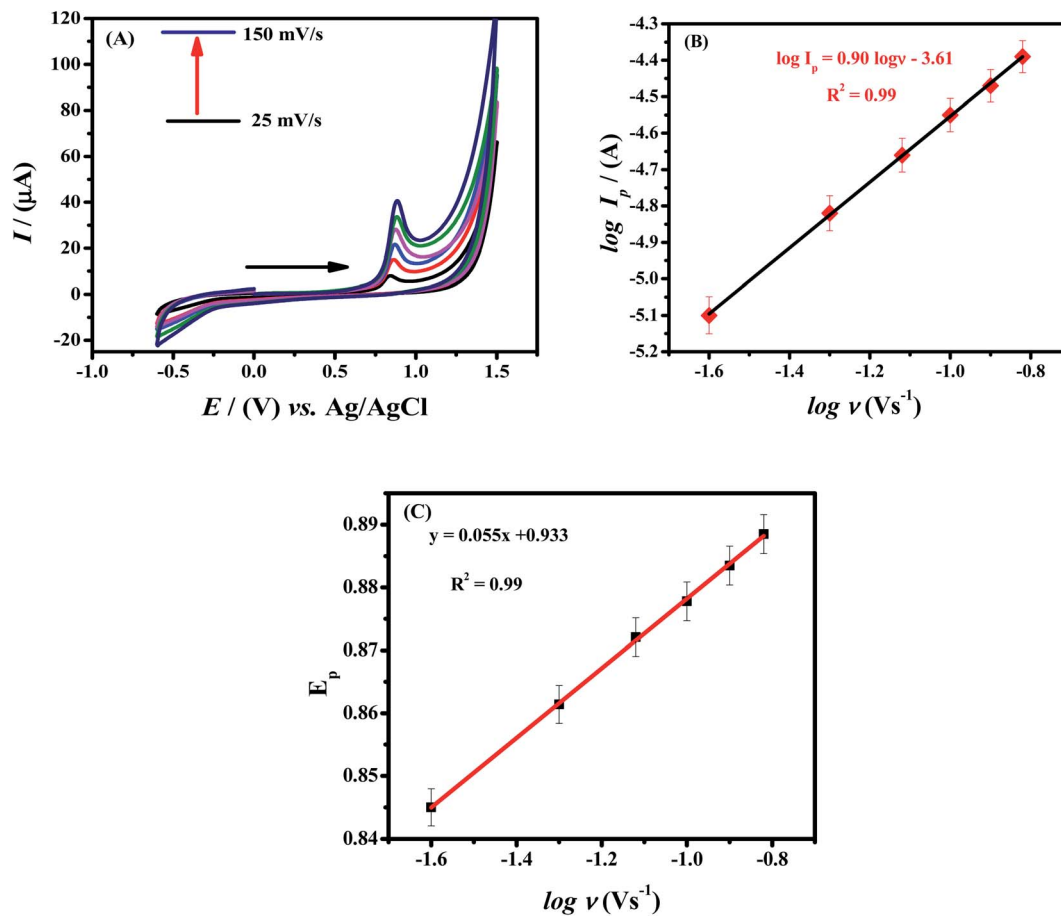 (A)
150 mV/s
25 mV/s
120
100
80
60
40
20
0
-20
I / (μA)
-1.0 -0.5 0.0 0.5 1.0 1.5
E / (V) vs. Ag/AgCl
(B)
log I_p = 0.90 logν - 3.61
R² = 0.99
-4.3
-4.4
-4.5
-4.6
-4.7
-4.8
-4.9
-5.0
-5.1
-5.2
log I_p / (A)
-1.6 -1.4 -1.2 -1.0 -0.8
log ν (Vs⁻¹)
(C)
y = 0.055x +0.933
R² = 0.99
0.89
0.88
0.87
0.86
0.85
0.84
E_p
-1.6 -1.4 -1.2 -1.0 -0.8
log ν (Vs⁻¹)